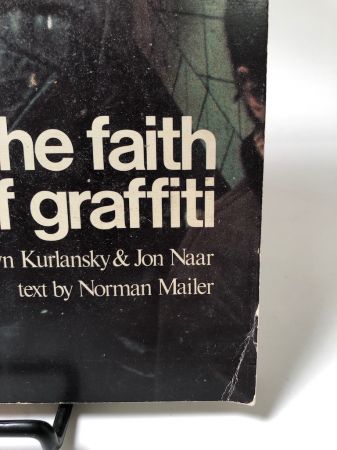 he faith
f graffiti
yn Kurlansky & Jon Naar
text by Norman Mailer